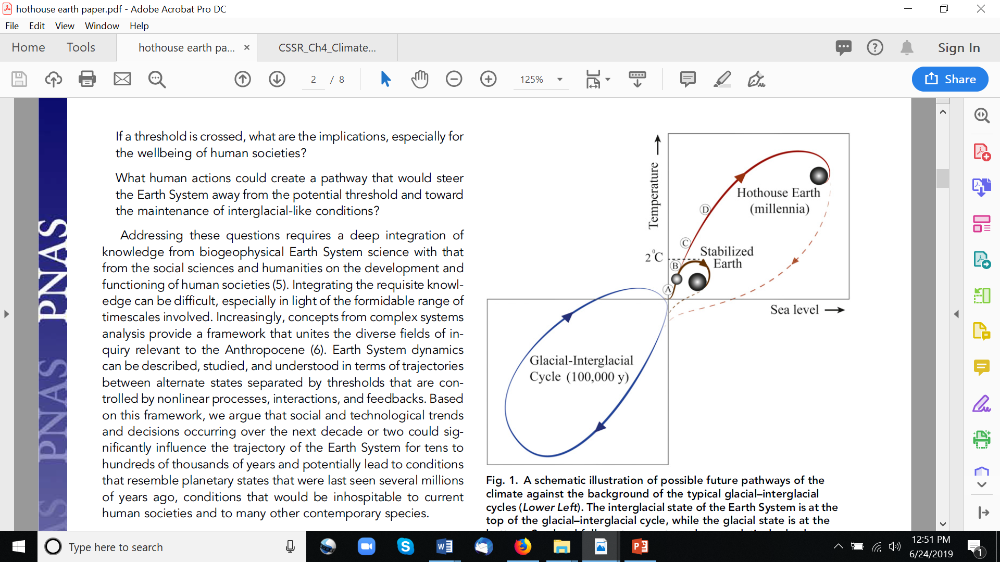 hothouse earth paper.pdf - Adobe Acrobat Pro DC
File Edit View Window Help
Home Tools hothouse earth pa... × CSSR_Ch4_Climate... Sign In
2 / 8 125% Share
PNAS
PNAS
If a threshold is crossed, what are the implications, especially for
the wellbeing of human societies?
What human actions could create a pathway that would steer
the Earth System away from the potential threshold and toward
the maintenance of interglacial-like conditions?
Addressing these questions requires a deep integration of
knowledge from biogeophysical Earth System science with that
from the social sciences and humanities on the development and
functioning of human societies (5). Integrating the requisite knowl-
edge can be difficult, especially in light of the formidable range of
timescales involved. Increasingly, concepts from complex systems
analysis provide a framework that unites the diverse fields of in-
quiry relevant to the Anthropocene (6). Earth System dynamics
can be described, studied, and understood in terms of trajectories
between alternate states separated by thresholds that are con-
trolled by nonlinear processes, interactions, and feedbacks. Based
on this framework, we argue that social and technological trends
and decisions occurring over the next decade or two could sig-
nificantly influence the trajectory of the Earth System for tens to
hundreds of thousands of years and potentially lead to conditions
that resemble planetary states that were last seen several millions
of years ago, conditions that would be inhospitable to current
human societies and to many other contemporary species.
Temperature
Hothouse Earth
(millennia)
D
C
Stabilized
Earth
2°C
B
A
Sea level
Glacial-Interglacial
Cycle (100,000 y)
Fig. 1. A schematic illustration of possible future pathways of the
climate against the background of the typical glacial–interglacial
cycles (Lower Left). The interglacial state of the Earth System is at the
top of the glacial–interglacial cycle, while the glacial state is at the
Type here to search
12:51 PM
6/24/2019
1